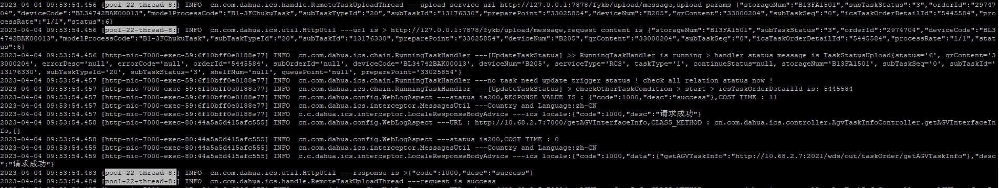 2023-04-04 09:53:54.456 [pool-22-thread-8:] INFO  cn.com.dahua.ics.handle.RemoteTaskUploadThread ---upload service url http://127.0.0.1:7878/fykb/upload/message,upload params {"storageNum":"B13FA1501","subTaskStatus":"3","orderId":"29747
04","deviceCode":"BL34742BAK00013","modelProcessCode":"B1-3FChukuTask","subTaskTypeId":"20","subTaskId":"13176330","preparePoint":"33025854","deviceNum":"B205","qrContent":"33000204","subTaskSeq":"0","icsTaskOrderDetailId":"5445584","pro
cessRate":"1/1","status":6}
2023-04-04 09:53:54.456 [pool-22-thread-8:] INFO  cn.com.dahua.ics.util.HttpUtil ---url is > http://127.0.0.1:7878/fykb/upload/message,request content is {"storageNum":"B13FA1501","subTaskStatus":"3","orderId":"2974704","deviceCode":"BL3
4742BAK00013","modelProcessCode":"B1-3FChukuTask","subTaskTypeId":"20","subTaskId":"13176330","preparePoint":"33025854","deviceNum":"B205","qrContent":"33000204","subTaskSeq":"0","icsTaskOrderDetailId":"5445584","processRate":"1/1","stat
us":6}
2023-04-04 09:53:54.456 [http-nio-7000-exec-59:6f10bff0e0188e77] INFO  cn.com.dahua.ics.chain.RunningTaskHandler ---[UpdateTaskStatus] >> RunningTaskHandler is running > handler status message is TaskStatusUpload{status='6', qrContent='3
3000204', errorDesc='null', errorCode='null', orderId='5445584', subOrderId='null', deviceCode='BL34742BAK00013', deviceNum='B205', serviceType='RCS', taskType='1', continueStatus=null, storageNum='B13FA1501', subTaskSeq='0', subTaskId='
13176330', subTaskTypeId='20', subTaskStatus='3', shelfNum='null', queuePoint='null', preparePoint='33025854'}
2023-04-04 09:53:54.457 [http-nio-7000-exec-59:6f10bff0e0188e77] INFO  cn.com.dahua.ics.chain.RunningTaskHandler ---no task need update trigger status ! check all relation status now !
2023-04-04 09:53:54.457 [http-nio-7000-exec-59:6f10bff0e0188e77] INFO  cn.com.dahua.ics.chain.RunningTaskHandler ---[UpdateTaskStatus] > checkOtherTaskCondition > start > icsTaskOrderDetailId is: 5445584
2023-04-04 09:53:54.457 [http-nio-7000-exec-59:6f10bff0e0188e77] INFO  cn.com.dahua.config.WebLogAspect ---status is200,RESPONSE VALUE IS : {"code":1000,"desc":"success"},COST TIME : 11
2023-04-04 09:53:54.457 [http-nio-7000-exec-59:6f10bff0e0188e77] INFO  cn.com.dahua.ics.interceptor.MessagesUtil ---Country and Language:zh-CN
2023-04-04 09:53:54.457 [http-nio-7000-exec-59:6f10bff0e0188e77] INFO  c.c.dahua.ics.interceptor.LocaleResponseBodyAdvice ---ics locale:{"code":1000,"desc":"请求成功"}
2023-04-04 09:53:54.458 [http-nio-7000-exec-80:44a5a5d415afc555] INFO  cn.com.dahua.config.WebLogAspect ---URL : http://10.68.2.7:7000/getAGVInterfaceInfo,CLASS_METHOD : cn.com.dahua.ics.controller.AgvTaskInfoController.getAGVInterfaceIn
fo,[]
2023-04-04 09:53:54.458 [http-nio-7000-exec-80:44a5a5d415afc555] INFO  cn.com.dahua.config.WebLogAspect ---status is200,COST TIME : 0
2023-04-04 09:53:54.459 [http-nio-7000-exec-80:44a5a5d415afc555] INFO  cn.com.dahua.ics.interceptor.MessagesUtil ---Country and Language:zh-CN
2023-04-04 09:53:54.459 [http-nio-7000-exec-80:44a5a5d415afc555] INFO  c.c.dahua.ics.interceptor.LocaleResponseBodyAdvice ---ics locale:{"code":1000,"data":{"getAGVTaskInfo":"http://10.68.2.7:2021/wds/out/taskOrder/getAGVTaskInfo"},"desc
":"请求成功"}
2023-04-04 09:53:54.483 [pool-22-thread-8:] INFO  cn.com.dahua.ics.util.HttpUtil ---response is >{"code":1000,"desc":"success"}
2023-04-04 09:53:54.484 [pool-22-thread-8:] INFO  cn.com.dahua.ics.handle.RemoteTaskUploadThread ---request is success